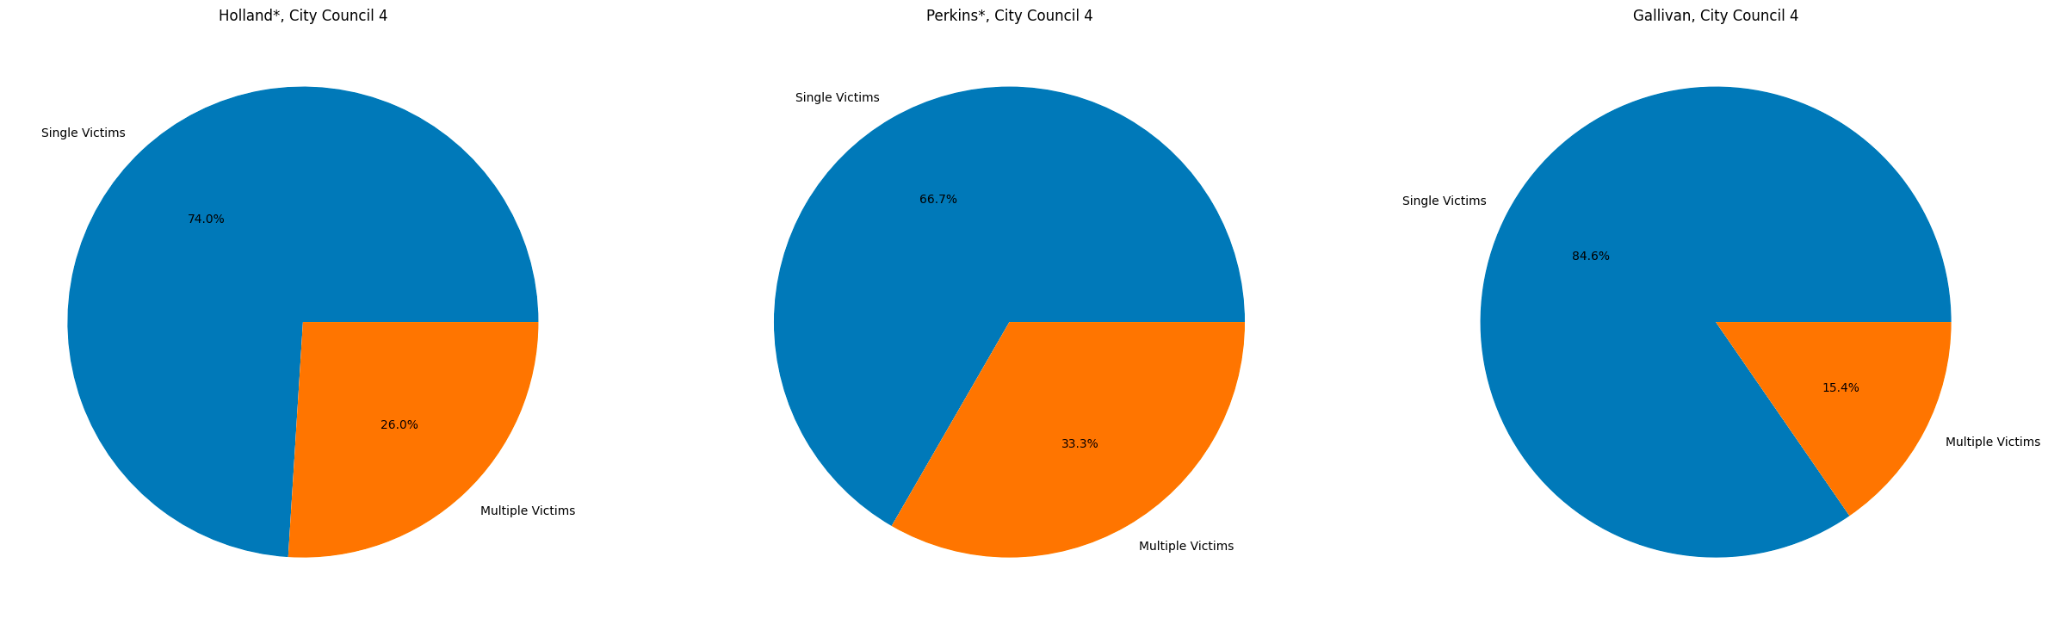 Holland*, City Council 4
Single Victims
74.0%
26.0%
Multiple Victims
Perkins*, City Council 4
Single Victims
66.7%
33.3%
Multiple Victims
Gallivan, City Council 4
Single Victims
84.6%
15.4%
Multiple Victims